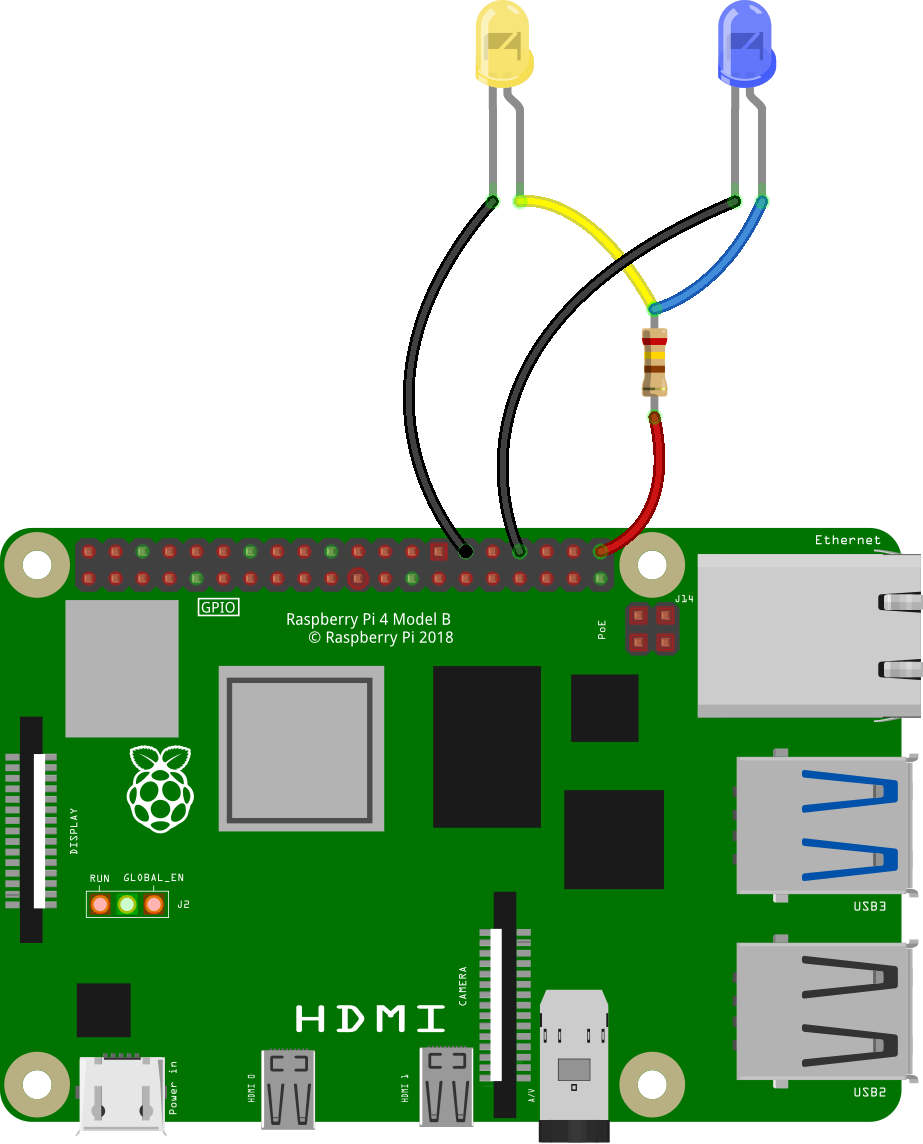 Ethernet
J14
GPIO
PoE
Raspberry Pi 4 Model B
© Raspberry Pi 2018
DISPLAY
RUN
GLOBAL_EN
J2
USB3
CAMERA
HDMI
USB2
Power in
HDMI 0
HDMI 1
A/V